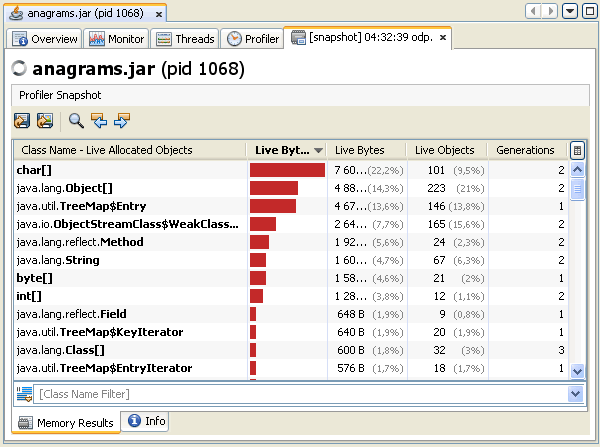 anagrams.jar (pid 1068)
Overview Monitor Threads Profiler [snapshot] 04:32:39 odp.
anagrams.jar (pid 1068)
Profiler Snapshot
Class Name - Live Allocated Objects Live Byt... Live Bytes Live Objects Generations
char[] 7 60... (22,2%) 101 (9,5%) 2
java.lang.Object[] 4 88... (14,3%) 223 (21%) 2
java.util.TreeMap$Entry 4 67... (13,6%) 146 (13,8%) 1
java.io.ObjectStreamClass$WeakClass... 2 64... (7,7%) 165 (15,6%) 2
java.lang.reflect.Method 1 92... (5,6%) 24 (2,3%) 2
java.lang.String 1 60... (4,7%) 67 (6,3%) 2
byte[] 1 58... (4,6%) 21 (2%) 1
int[] 1 28... (3,8%) 12 (1,1%) 2
java.lang.reflect.Field 648 B (1,9%) 9 (0,8%) 1
java.util.TreeMap$KeyIterator 640 B (1,9%) 20 (1,9%) 1
java.lang.Class[] 600 B (1,8%) 32 (3%) 3
java.util.TreeMap$EntryIterator 576 B (1,7%) 18 (1,7%) 1
[Class Name Filter]
Memory Results Info